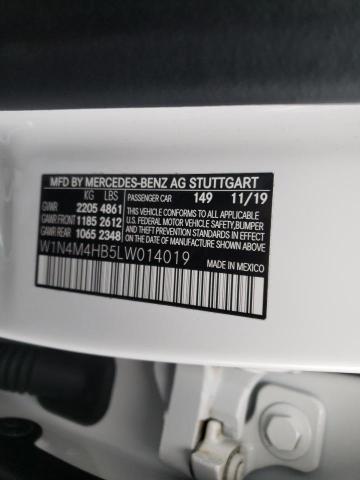 MFD BY MERCEDES-BENZ AG STUTTGART
KG LBS
GVWR 2205 4861
GAWR FRONT 1185 2612
GAWR REAR 1065 2348
PASSENGER CAR 149 11/19
THIS VEHICLE CONFORMS TO ALL APPLICABLE
U.S. FEDERAL MOTOR VEHICLE SAFETY,BUMPER
AND THEFT PREVENTION STANDARDS IN EFFECT
ON THE DATE OF MANUFACTURE SHOWN ABOVE.
W1N4M4HB5LW014019
MADE IN MEXICO